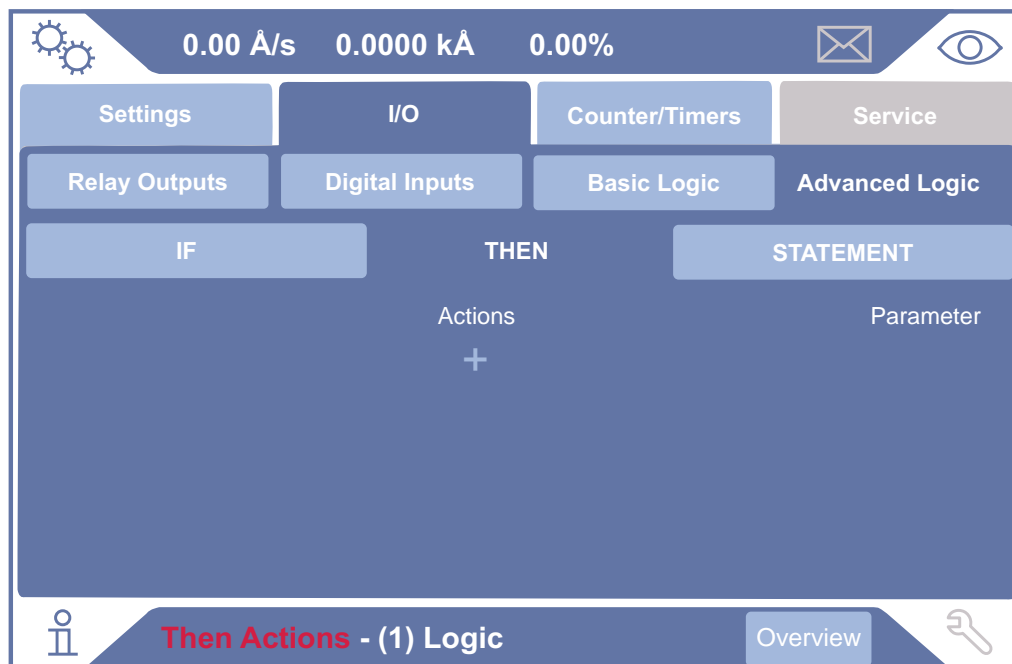 0.00 Å/s 0.0000 kÅ 0.00%
Settings I/O Counter/Timers Service
Relay Outputs Digital Inputs Basic Logic Advanced Logic
IF THEN STATEMENT
Actions Parameter
+
Then Actions - (1) Logic Overview